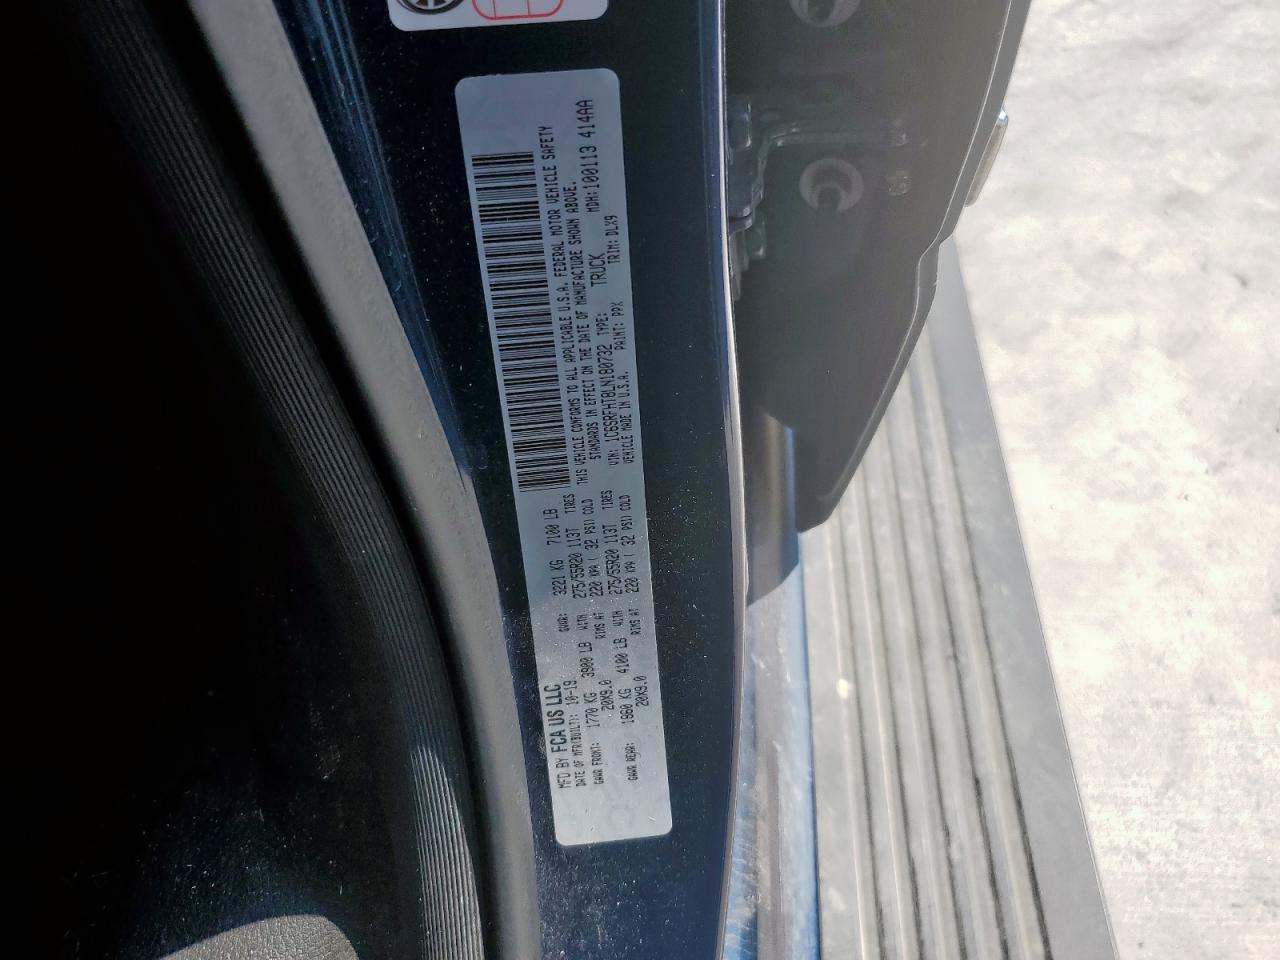 MFD BY FCA US LLC
DATE OF MFR(BUILT): 10-19 GVWR: 3221 KG 7100 LB
GAWR FRONT: 1770 KG 3900 LB WITH 275/55R20 113T TIRES
20X9.0 RIMS AT 220 KPA ( 32 PSI) COLD
GAWR REAR: 1860 KG 4100 LB WITH 275/55R20 113T TIRES
20X9.0 RIMS AT 220 KPA ( 32 PSI) COLD
THIS VEHICLE CONFORMS TO ALL APPLICABLE U.S.A. FEDERAL MOTOR VEHICLE SAFETY
STANDARDS IN EFFECT ON THE DATE OF MANUFACTURE SHOWN ABOVE.
VIN: 1C6SRFHT8LN180732 TYPE: TRUCK MDH: 100113 414AA
VEHICLE MADE IN U.S.A. PAINT: PPX TRIM: DLX9